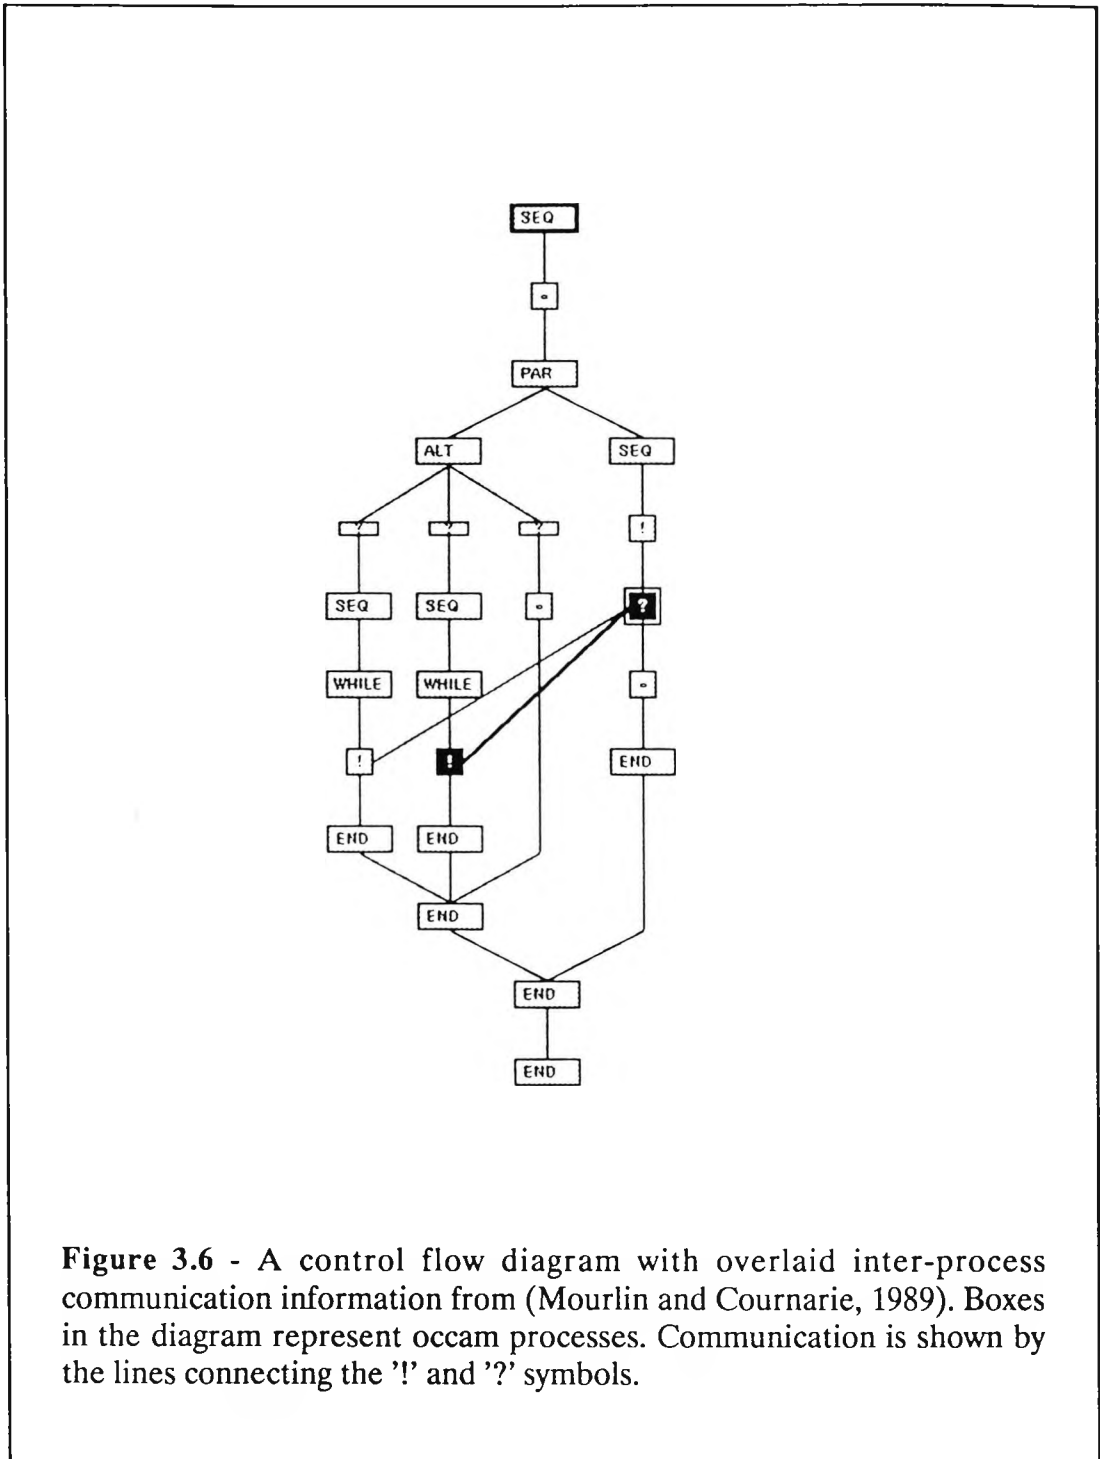 SEQ
PAR
ALT
SEQ
? ? ? !
SEQ SEQ ?
WHILE WHILE
! ! END
END END
END
END
END
Figure 3.6 - A control flow diagram with overlaid inter-process
communication information from (Mourlin and Cournarie, 1989). Boxes
in the diagram represent occam processes. Communication is shown by
the lines connecting the '!' and '?' symbols.